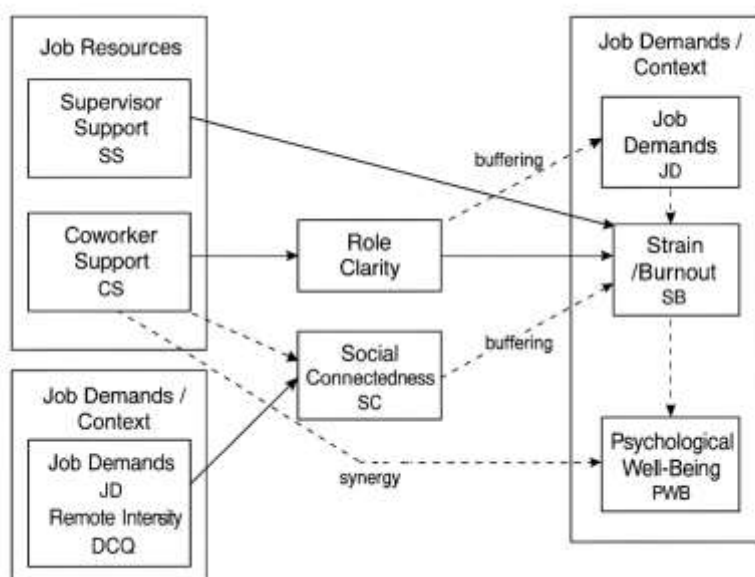 Job Resources
Supervisor
Support
SS
Coworker
Support
CS
Job Demands /
Context
Job Demands
JD
Remote Intensity
DCQ
Role
Clarity
Social
Connectedness
SC
buffering
buffering
synergy
Job Demands /
Context
Job
Demands
JD
Strain
/Burnout
SB
Psychological
Well-Being
PWB